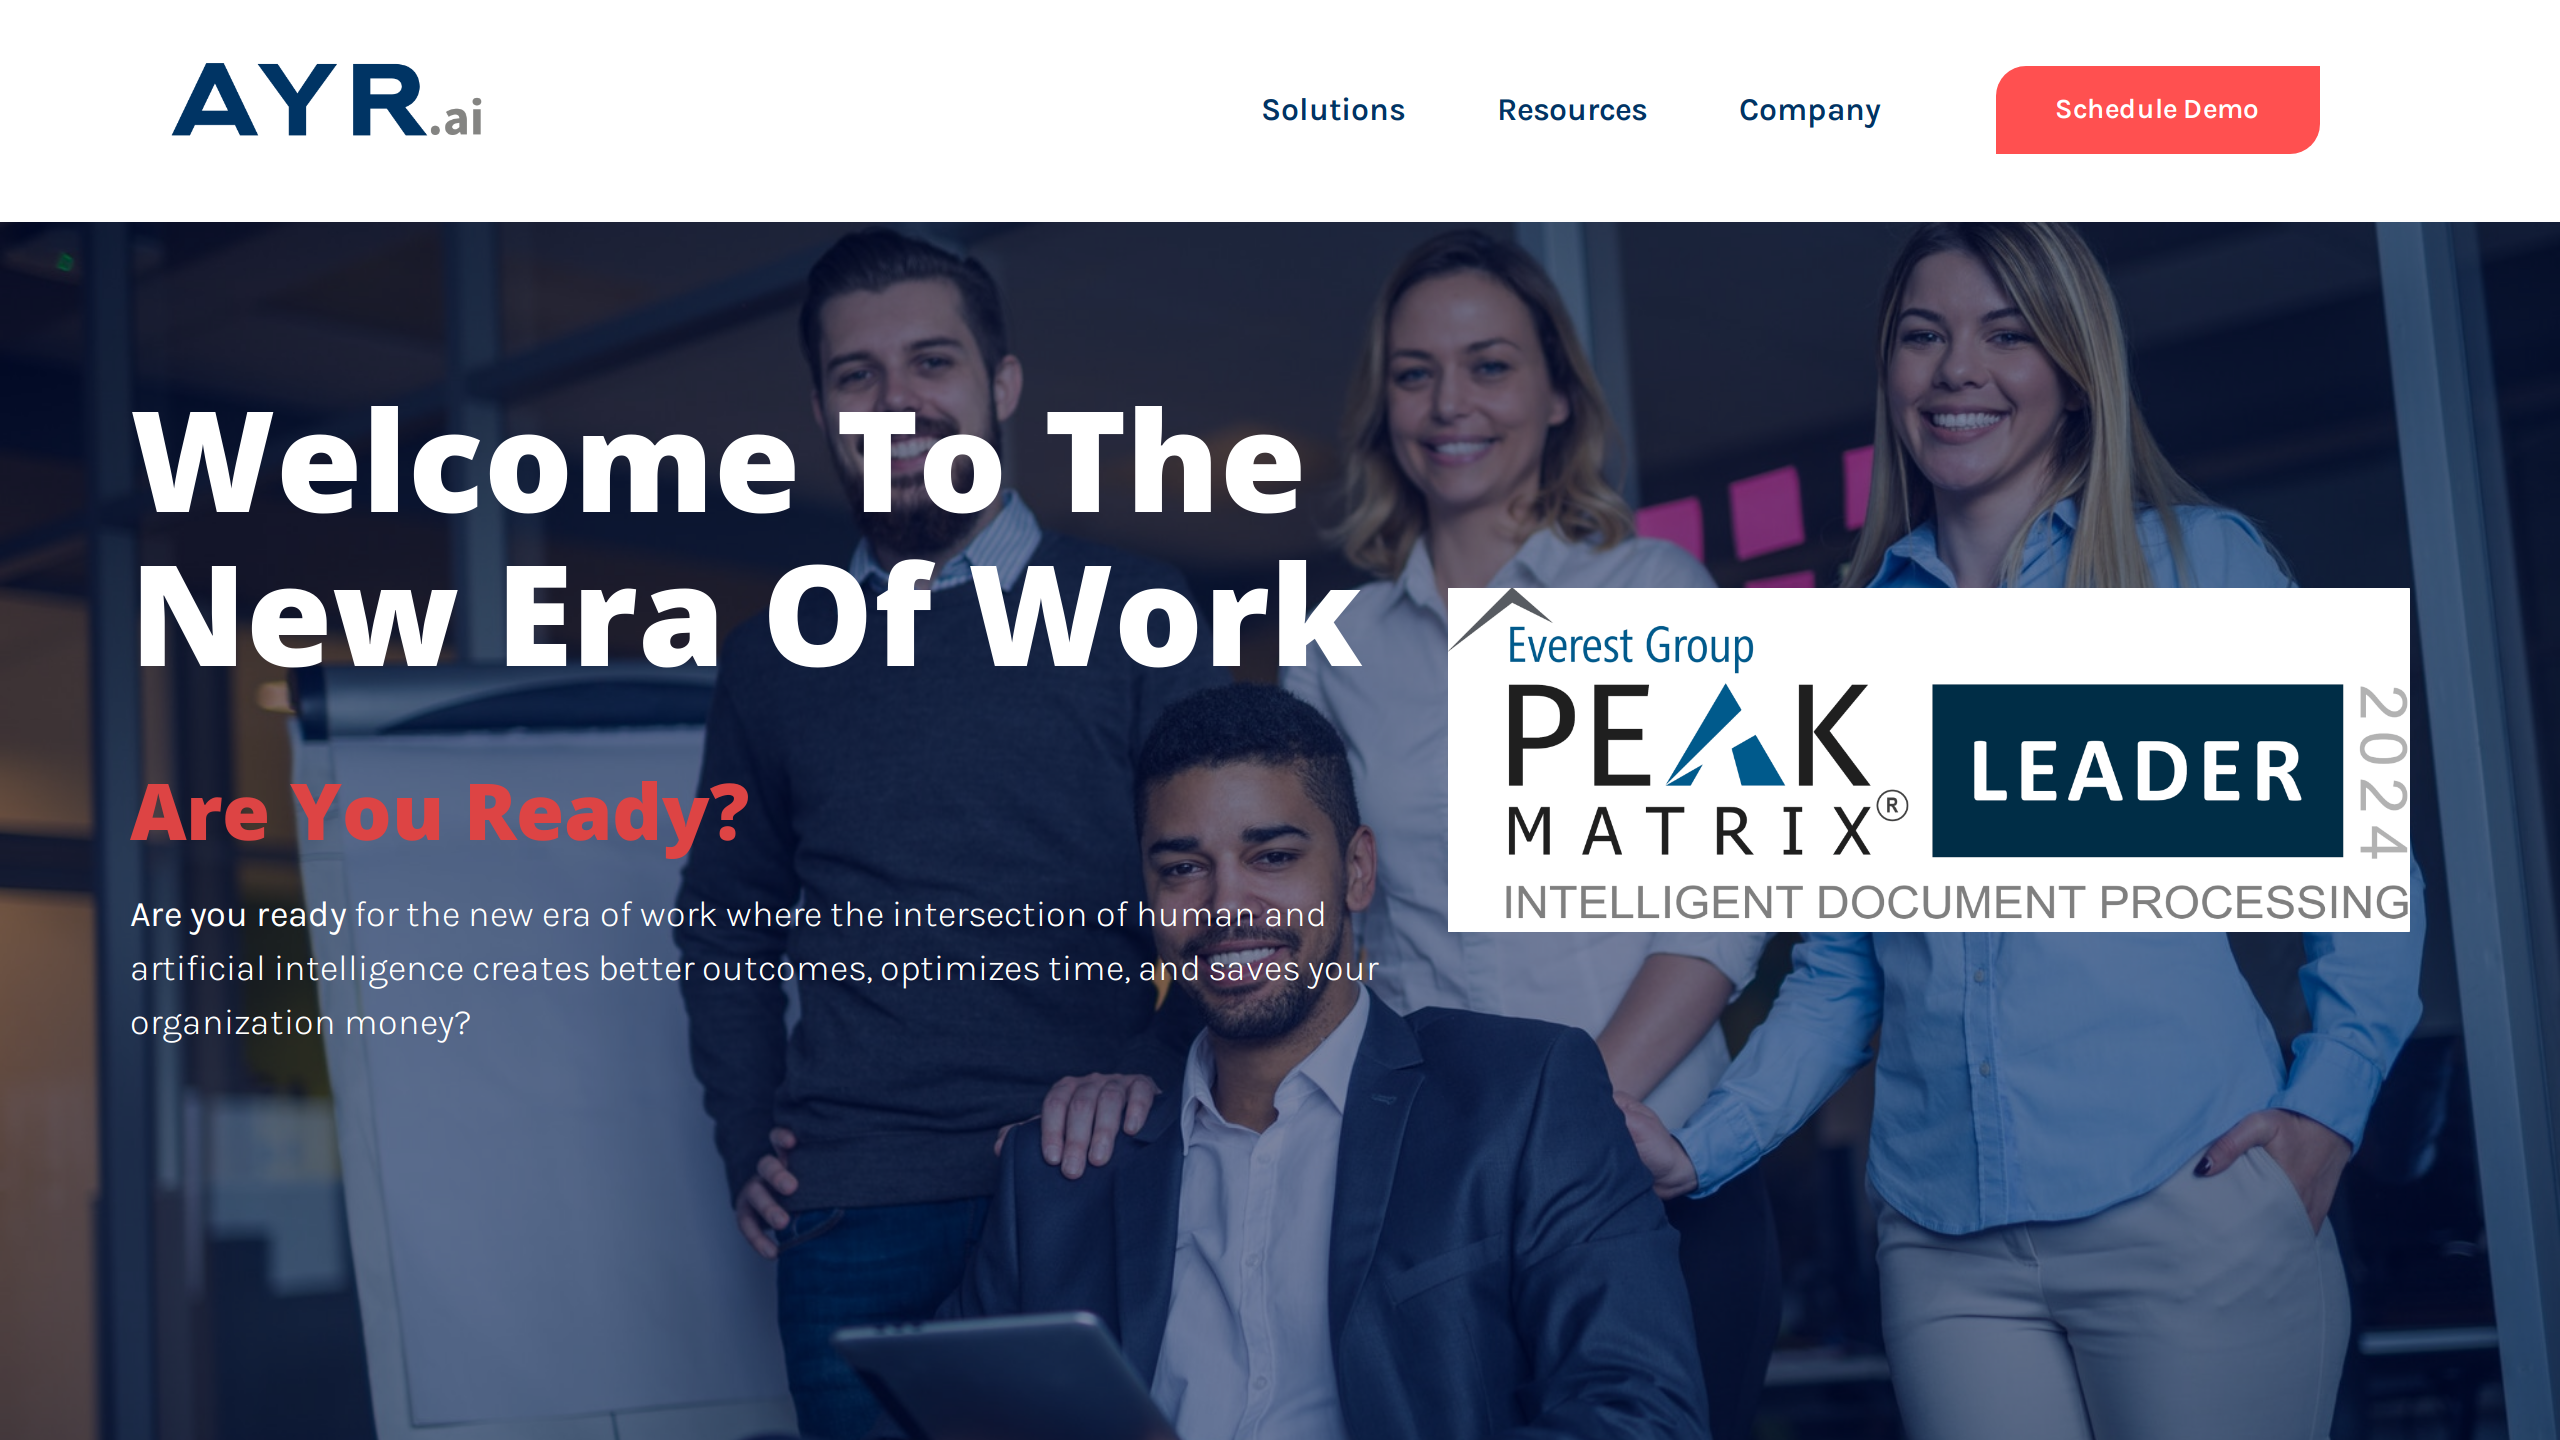 AYR.ai
Solutions
Resources
Company
Schedule Demo
Welcome To The
New Era Of Work
Are You Ready?
Are you ready for the new era of work where the intersection of human and
artificial intelligence creates better outcomes, optimizes time, and saves your
organization money?
Everest Group
PEAK
MATRIX®
LEADER
2024
INTELLIGENT DOCUMENT PROCESSING